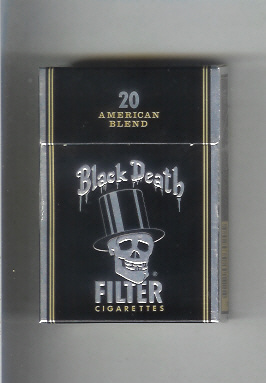 20
AMERICAN
BLEND
Black Death
®
FILTER
CIGARETTES